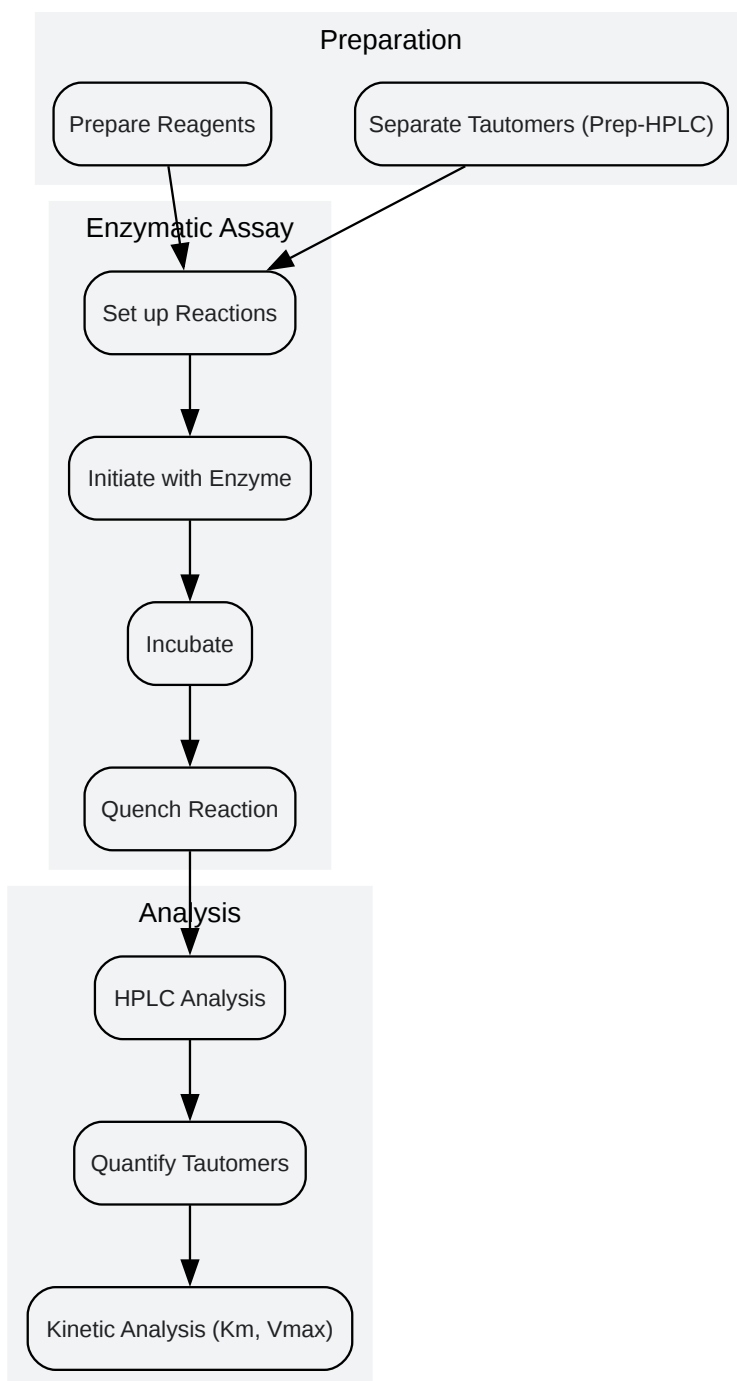 Preparation
Prepare Reagents
Separate Tautomers (Prep-HPLC)
Enzymatic Assay
Set up Reactions
Initiate with Enzyme
Incubate
Quench Reaction
Analysis
HPLC Analysis
Quantify Tautomers
Kinetic Analysis (Km, Vmax)